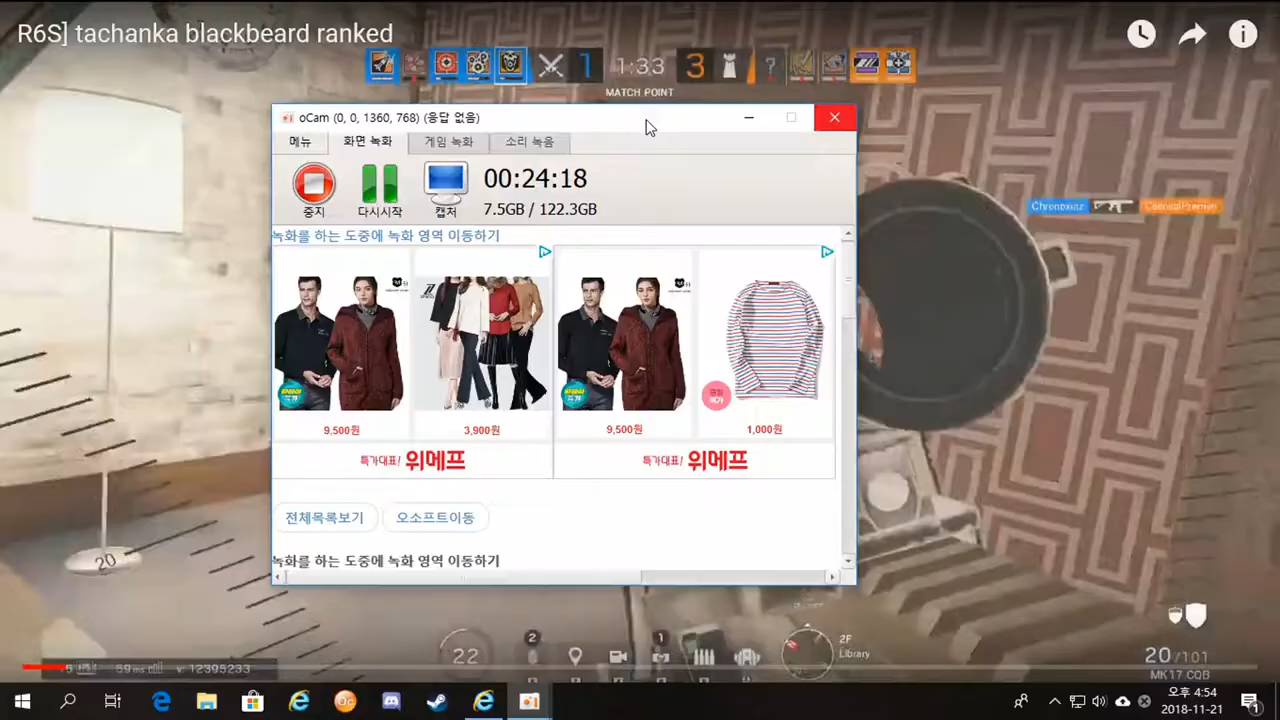 R6S] tachanka blackbeard ranked
1 1:33 3 ?
MATCH POINT
oCam (0, 0, 1360, 768) (응답 없음)
메뉴 화면 녹화 게임 녹화 소리 녹음
00:24:18
7.5GB / 122.3GB
중지 다시시작 캡처
녹화를 하는 도중에 녹화 영역 이동하기
9,500원 3,900원 9,500원 1,000원
특가대표! 위메프 특가대표! 위메프
전체목록보기 오소프트이동
녹화를 하는 도중에 녹화 영역 이동하기
20
22
2 1
2F
Library
59 ms v: 12395233
20/101
MK17 CQB
오후 4:54
2018-11-21